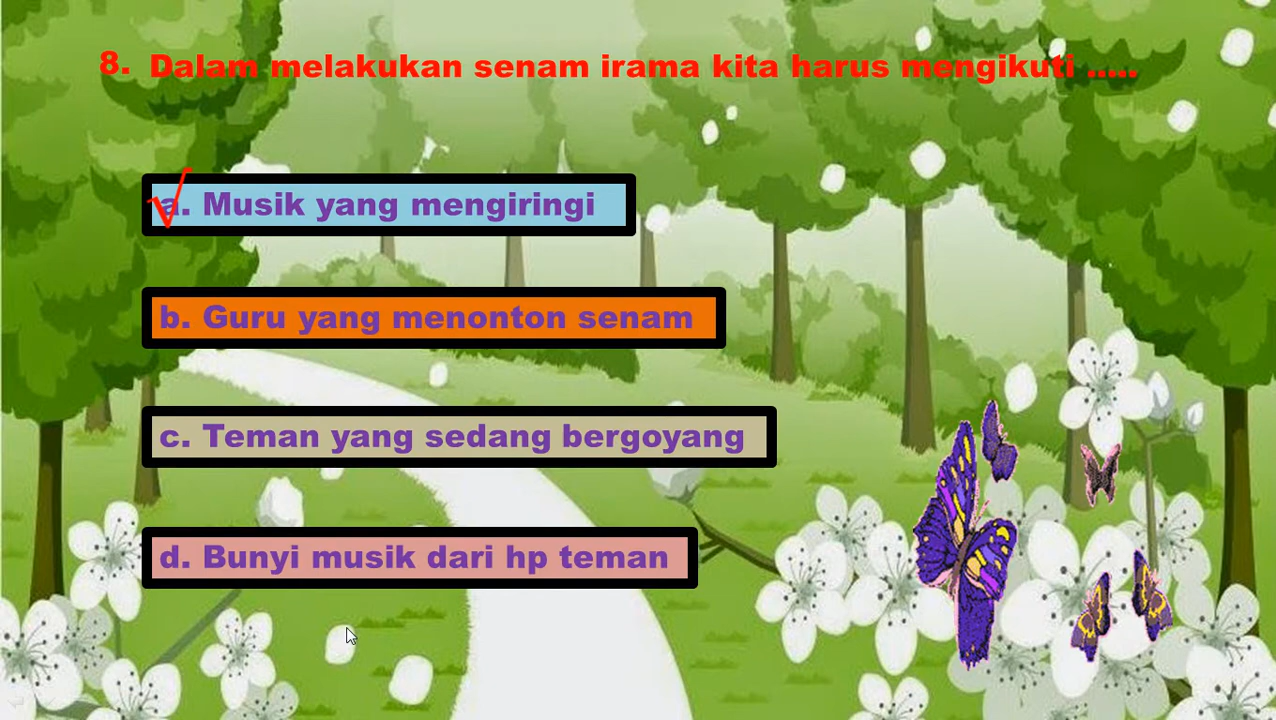 8. Dalam melakukan senam irama kita harus mengikuti .....
√
a. Musik yang mengiringi
b. Guru yang menonton senam
c. Teman yang sedang bergoyang
d. Bunyi musik dari hp teman